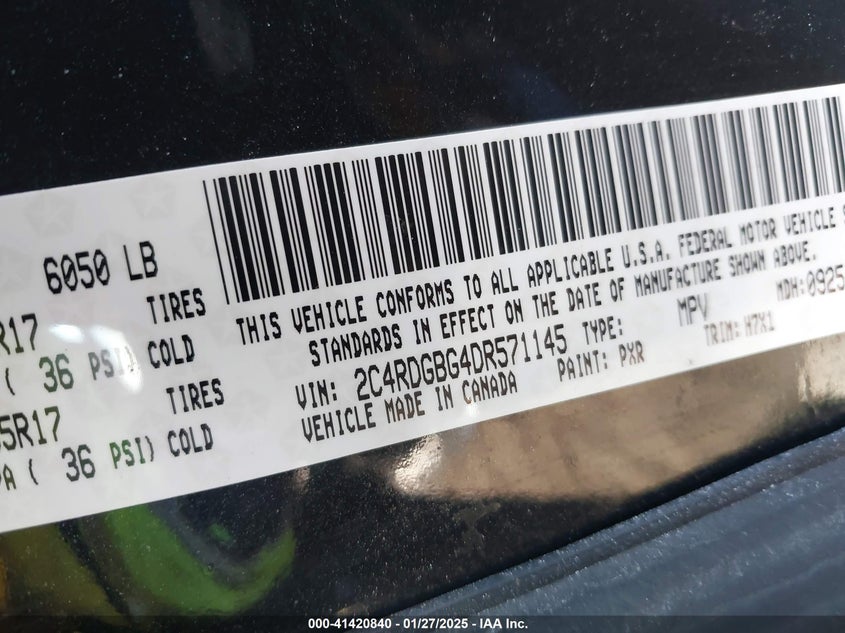 6050 LB
R17 TIRES
( 36 PSI) COLD
5R17 TIRES
PA ( 36 PSI) COLD
THIS VEHICLE CONFORMS TO ALL APPLICABLE U.S.A. FEDERAL MOTOR VEHICLE
STANDARDS IN EFFECT ON THE DATE OF MANUFACTURE SHOWN ABOVE.
VIN: 2C4RDGBG4DR571145 TYPE: MPV MDH: 0925
VEHICLE MADE IN CANADA PAINT: PXR TRIM: H7X1
000-41420840 - 01/27/2025 - IAA Inc.